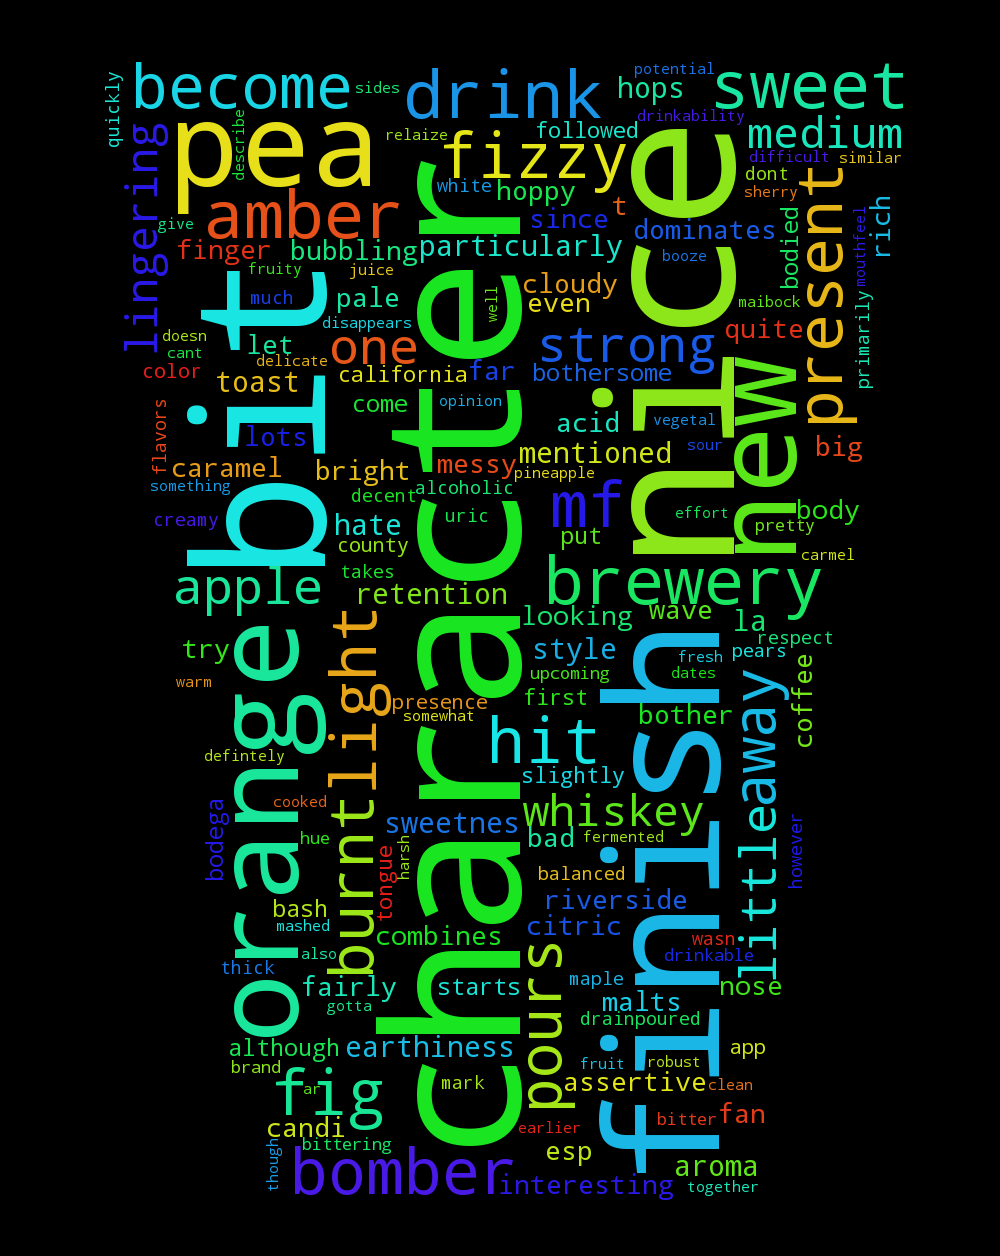 quickly
become
sides
drink
potential
hops
sweet
drinkability
medium
lingering
pea
describe
relaize
fizzy
followed
difficult
similar
nice
give
amber
white
hoppy
since
t
dont
sherry
present
rich
mouthfeel
finger
bubbling
particularly
dominates
bodied
booze
fruity
juice
cloudy
much
pale
well
even
maibock
primarily
bit
character
doesn
cant
let
disappears
one
strong
quite
new
color
delicate
toast
california
far
bothersome
flavors
lots
come
opinion
acid
vegetal
caramel
bright
messy
mentioned
sour
big
something
pineapple
decent
alcoholic
mf
creamy
hate
uric
put
effort
pretty
body
county
carmel
apple
takes
retention
brewery
orange
light
looking
wave
la
try
style
finish
fresh
pears
respect
warm
upcoming
dates
presence
first
somewhat
bother
away
coffee
defintely
hit
slightly
bodega
cooked
burnt
whiskey
hue
sweetnes
bad
fermented
little
however
tongue
harsh
balanced
bash
riverside
mashed
combines
citric
wasn
also
pours
drinkable
thick
fairly
starts
maple
malts
nose
gotta
drainpoured
although
earthiness
app
brand
fruit
robust
fig
ar
mark
assertive
clean
candi
earlier
bitter
fan
though
bittering
esp
bomber
interesting
aroma
together